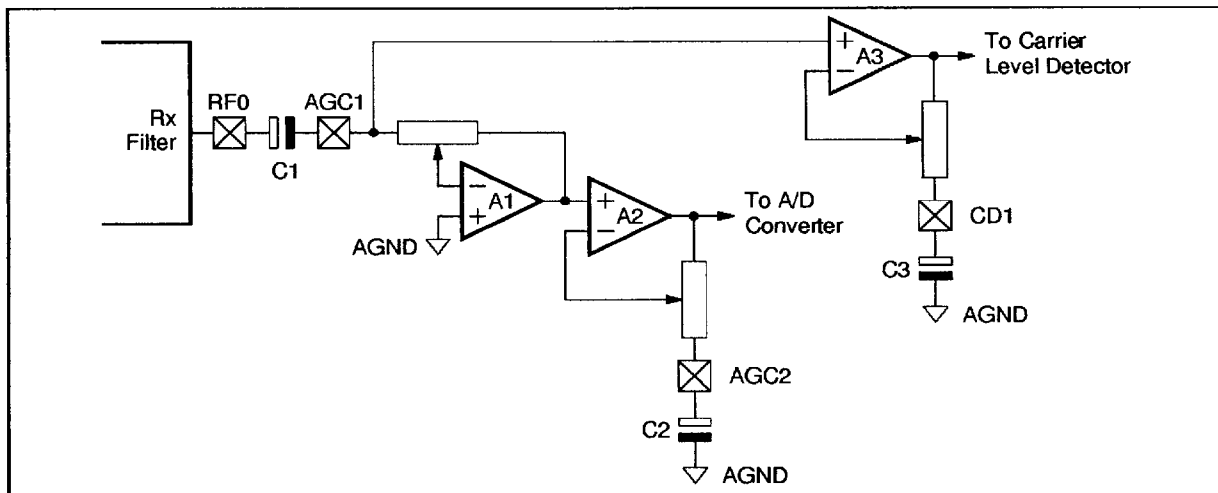 To Carrier
Level Detector
A3
+
−
RF0
AGC1
Rx
Filter
C1
−
A1
+
AGND
+
A2
−
To A/D
Converter
CD1
C3
AGND
AGC2
C2
AGND